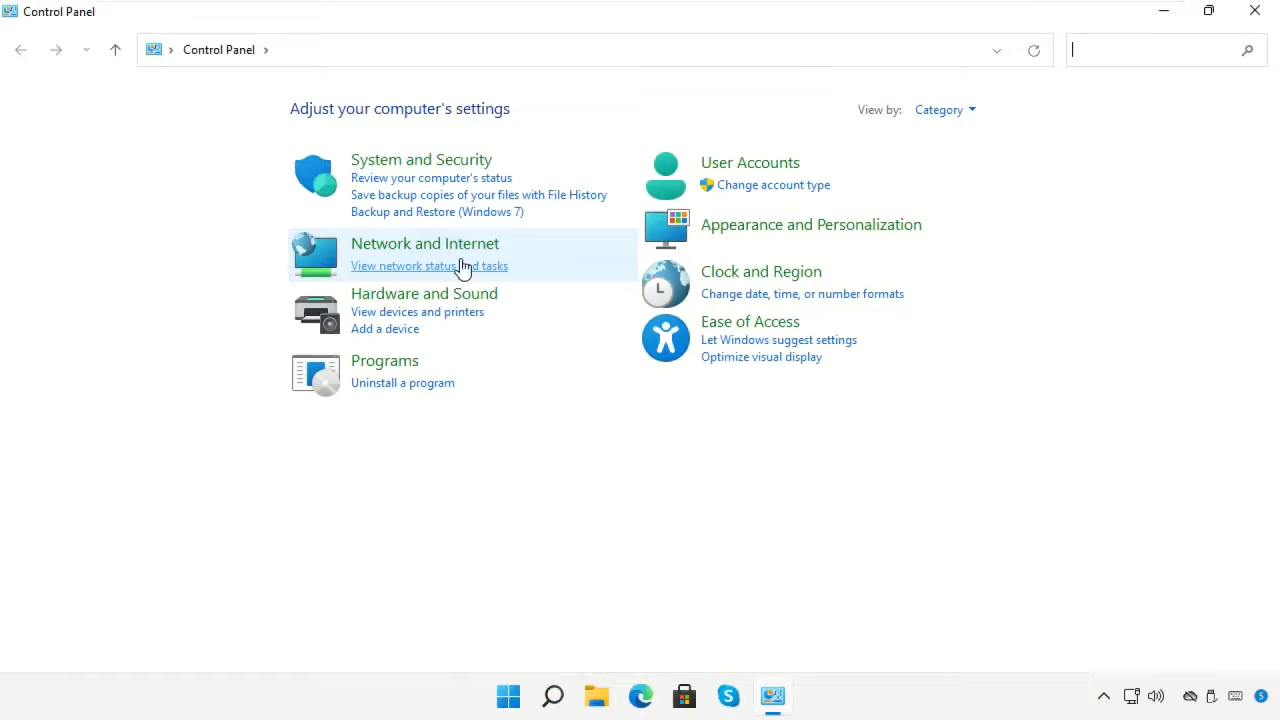 Control Panel
Control Panel
Adjust your computer's settings
View by: Category
System and Security
Review your computer's status
Save backup copies of your files with File History
Backup and Restore (Windows 7)
Network and Internet
View network status and tasks
Hardware and Sound
View devices and printers
Add a device
Programs
Uninstall a program
User Accounts
Change account type
Appearance and Personalization
Clock and Region
Change date, time, or number formats
Ease of Access
Let Windows suggest settings
Optimize visual display
S
5